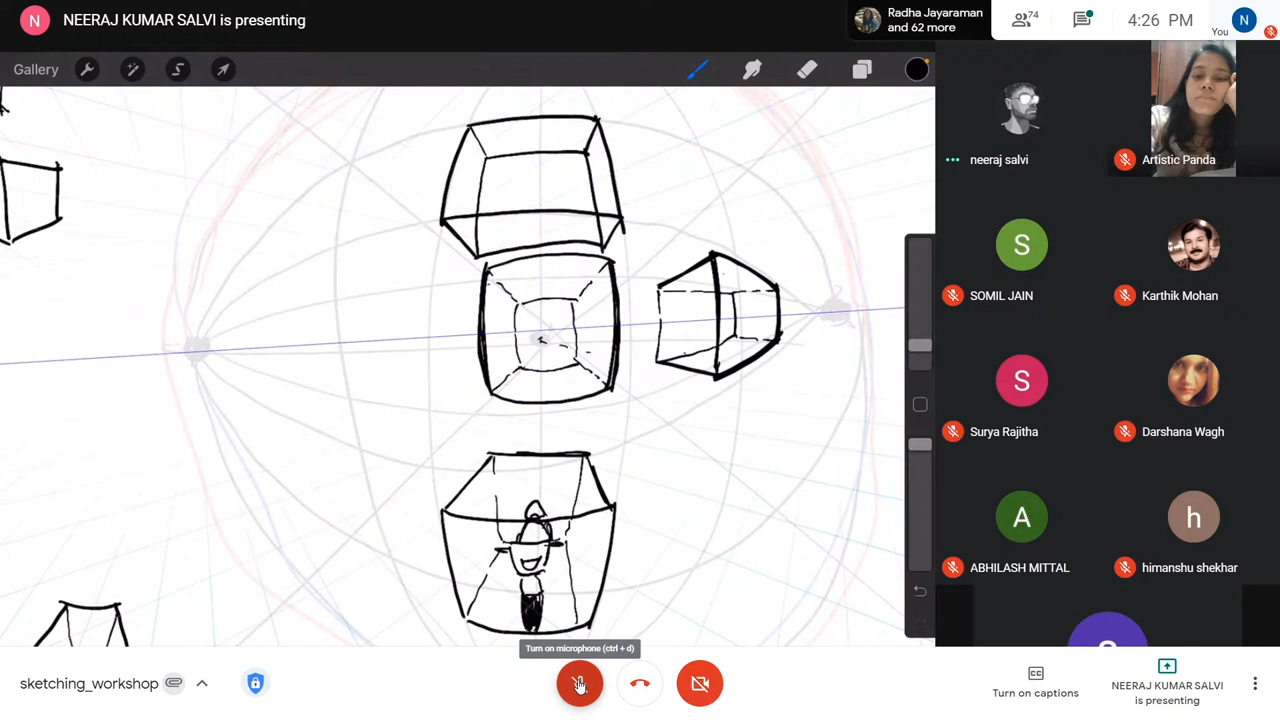 N
NEERAJ KUMAR SALVI is presenting
Radha Jayaraman
and 62 more
74
4:26 PM
You
N
Gallery
S
neeraj salvi
Artistic Panda
S
SOMIL JAIN
Karthik Mohan
S
Surya Rajitha
Darshana Wagh
A
ABHILASH MITTAL
h
himanshu shekhar
Turn on microphone (ctrl + d)
sketching_workshop
Turn on captions
NEERAJ KUMAR SALVI
is presenting